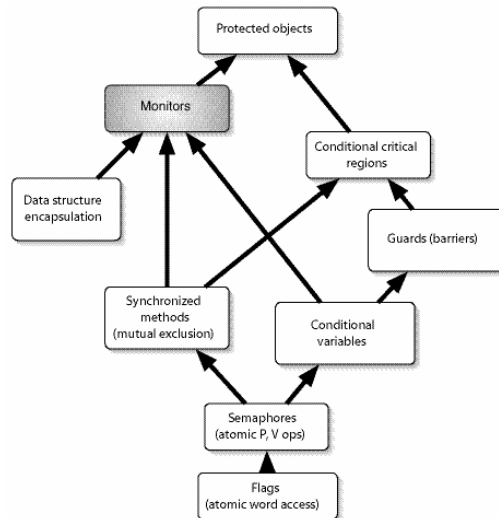 Protected objects
Monitors
Conditional critical
regions
Data structure
encapsulation
Guards (barriers)
Synchronized
methods
(mutual exclusion)
Conditional
variables
Semaphores
(atomic P, V ops)
Flags
(atomic word access)